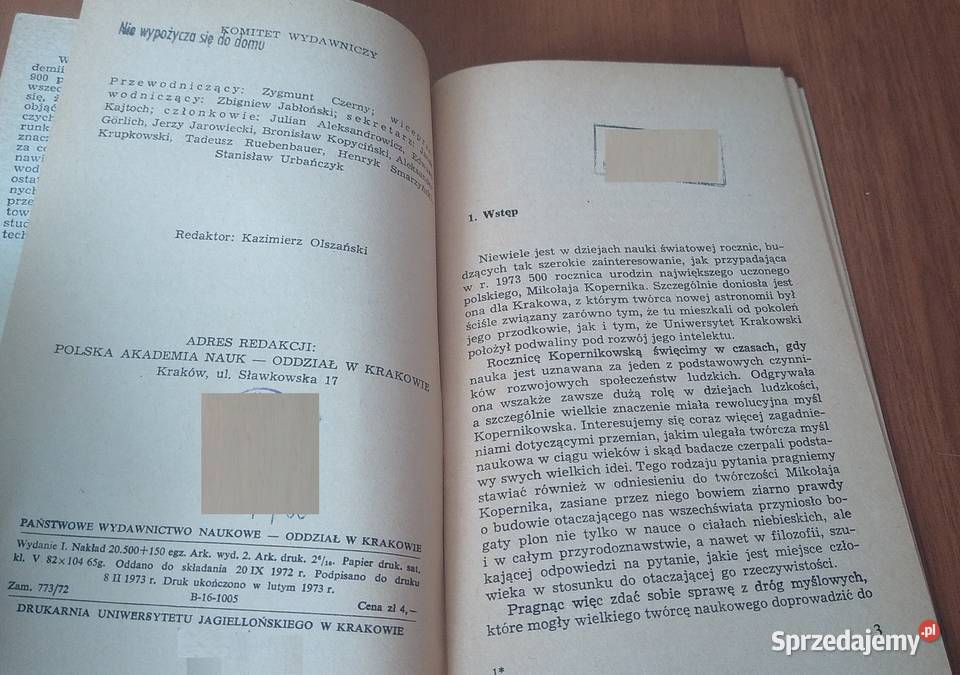 Nie wypożycza się do domu
KOMITET WYDAWNICZY
Przewodniczący: Zygmunt Czerny; wicep
wodniczący: Zbigniew Jabłoński; sekretarz:
Kajtoch; członkowie: Julian Aleksandrowicz,
Görlich, Jerzy Jarowiecki, Bronisław Kopyciński,
Krupkowski, Tadeusz Ruebenbauer, Henryk Smarzyński,
Stanisław Urbańczyk
Redaktor: Kazimierz Olszański
ADRES REDAKCJI:
POLSKA AKADEMIA NAUK — ODDZIAŁ W KRAKOWIE
Kraków, ul. Sławkowska 17
PAŃSTWOWE WYDAWNICTWO NAUKOWE — ODDZIAŁ W KRAKOWIE
Wydanie I. Nakład 20.500+150 egz. Ark. wyd. 2. Ark. druk. 2⁶/₁₆. Papier druk. sat.
kl. V 82×104 65g. Oddano do składania 20 IX 1972 r. Podpisano do druku
8 II 1973 r. Druk ukończono w lutym 1973 r.
Zam. 773/72
B-16-1005
Cena zł 4,—
DRUKARNIA UNIWERSYTETU JAGIELLOŃSKIEGO W KRAKOWIE
1. Wstęp
Niewiele jest w dziejach nauki światowej rocznic, bu-
dzących tak szerokie zainteresowanie, jak przypadająca
w r. 1973 500 rocznica urodzin największego uczonego
polskiego, Mikołaja Kopernika. Szczególnie doniosła jest
ona dla Krakowa, z którym twórca nowej astronomii był
ściśle związany zarówno tym, że tu mieszkali od pokoleń
jego przodkowie, jak i tym, że Uniwersytet Krakowski
położył podwaliny pod rozwój jego intelektu.
Rocznicę Kopernikowską święcimy w czasach, gdy
nauka jest uznawana za jeden z podstawowych czynni-
ków rozwojowych społeczeństw ludzkich. Odgrywała
ona wszakże zawsze dużą rolę w dziejach ludzkości,
a szczególnie wielkie znaczenie miała rewolucyjna myśl
Kopernikowska. Interesujemy się coraz więcej zagadnie-
niami dotyczącymi przemian, jakim ulegała twórcza myśl
naukowa w ciągu wieków i skąd badacze czerpali podsta-
wy swych wielkich idei. Tego rodzaju pytania pragniemy
stawiać również w odniesieniu do twórczości Mikołaja
Kopernika, zasiane przez niego bowiem ziarno prawdy
o budowie otaczającego nas wszechświata przyniosło bo-
gaty plon nie tylko w nauce o ciałach niebieskich, ale
i w całym przyrodoznawstwie, a nawet w filozofii, szu-
kającej odpowiedzi na pytanie, jakie jest miejsce czło-
wieka w stosunku do otaczającej go rzeczywistości.
Pragnąc więc zdać sobie sprawę z dróg myślowych,
które mogły wielkiego twórcę naukowego doprowadzić do
3
1*
Sprzedajemy.pl